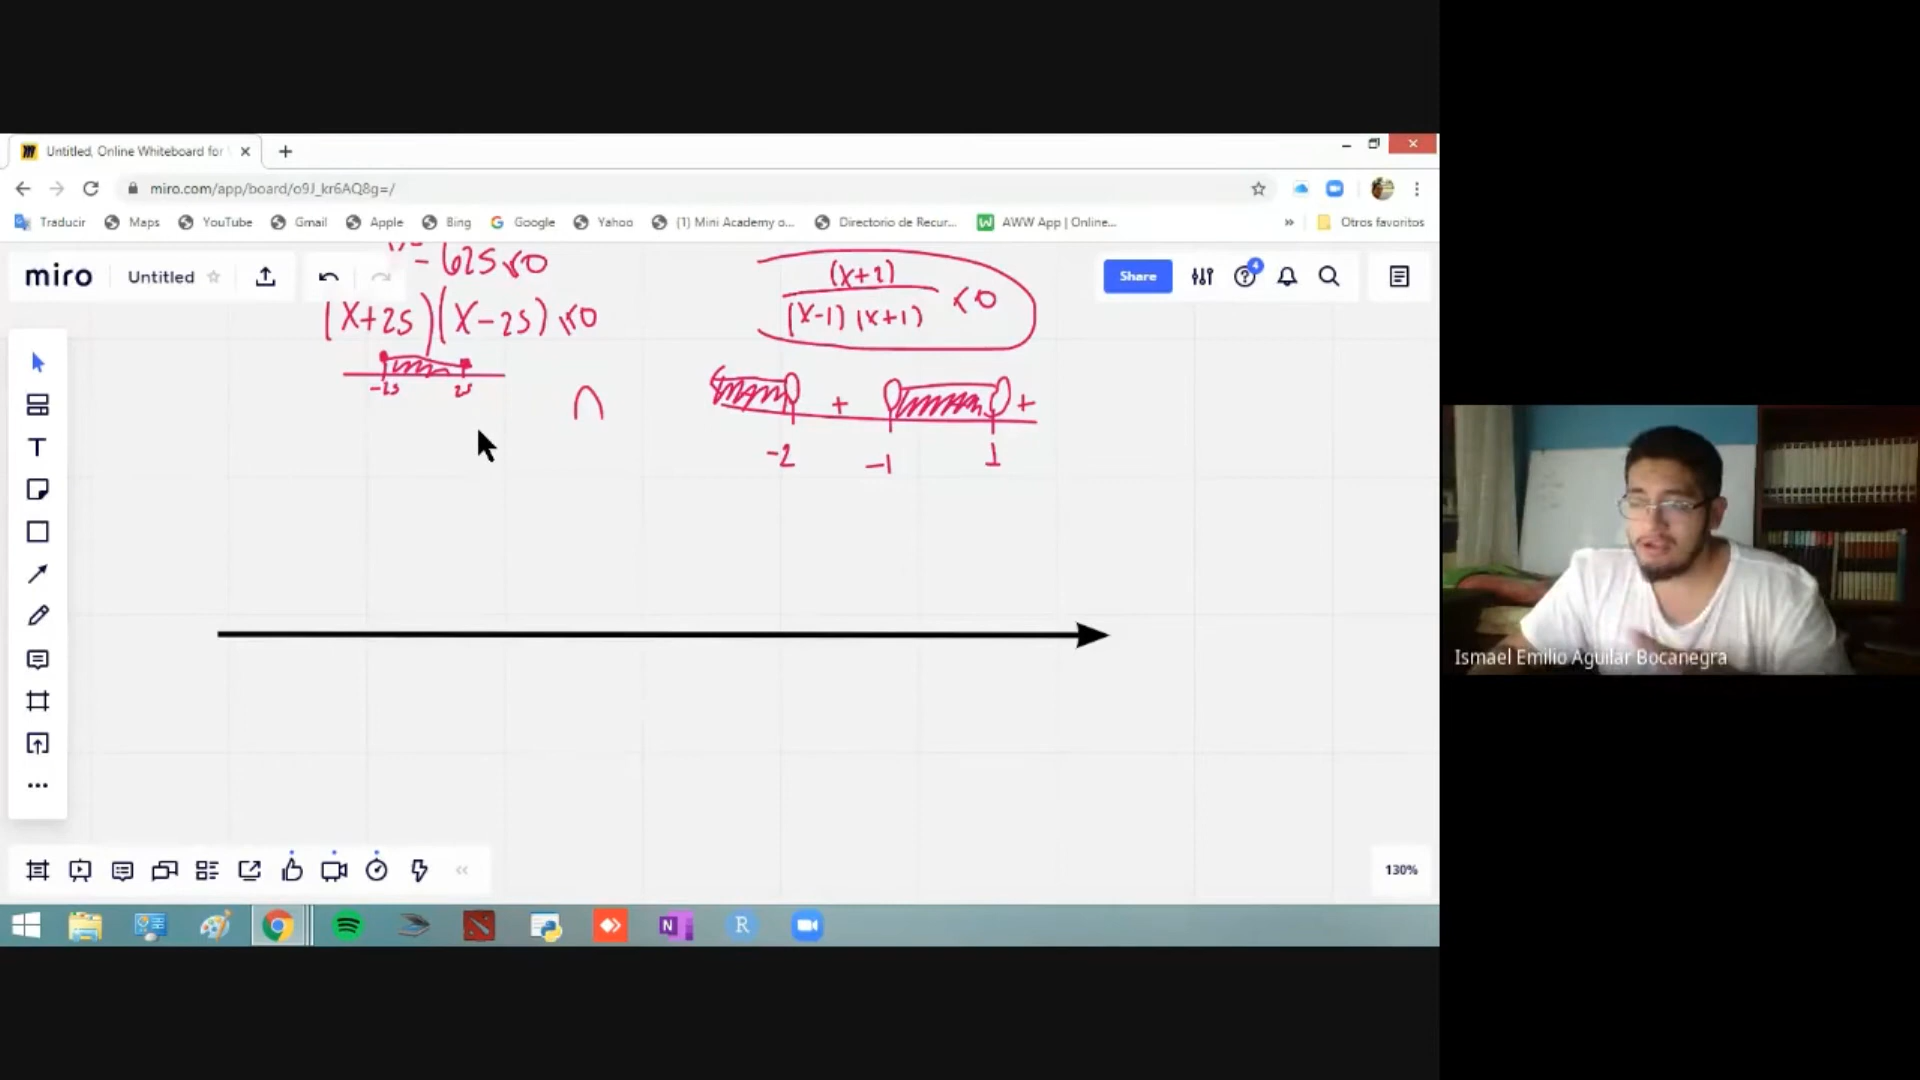 Untitled, Online Whiteboard for
miro.com/app/board/o9J_kr6AQ8g=/
Traducir Maps YouTube Gmail Apple Bing Google Yahoo (1) Mini Academy o... Directorio de Recur... AWW App | Online... » Otros favoritos
miro Untitled
Share
4
- 625 ≤ 0
(x+25)(x-25) ≤ 0
-25 25
∩
(x+2)
(x-1)(x+1) < 0
+ +
-2 -1 1
T
130%
N R
Ismael Emilio Aguilar Bocanegra